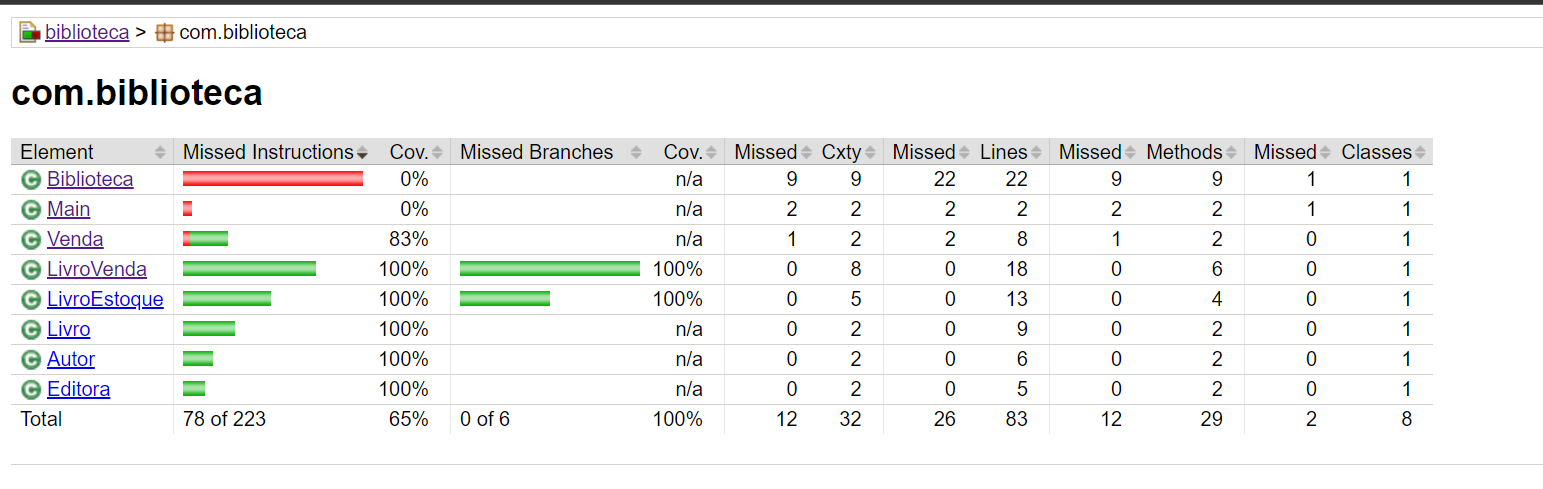 biblioteca > com.biblioteca
com.biblioteca
Element Missed Instructions Cov. Missed Branches Cov. Missed Cxty Missed Lines Missed Methods Missed Classes
Biblioteca 0% n/a 9 9 22 22 9 9 1 1
Main 0% n/a 2 2 2 2 2 2 1 1
Venda 83% n/a 1 2 2 8 1 2 0 1
LivroVenda 100% 100% 0 8 0 18 0 6 0 1
LivroEstoque 100% 100% 0 5 0 13 0 4 0 1
Livro 100% n/a 0 2 0 9 0 2 0 1
Autor 100% n/a 0 2 0 6 0 2 0 1
Editora 100% n/a 0 2 0 5 0 2 0 1
Total 78 of 223 65% 0 of 6 100% 12 32 26 83 12 29 2 8